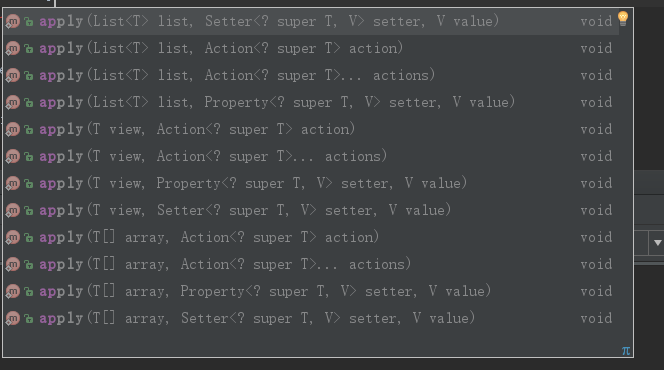 apply(List<T> list, Setter<? super T, V> setter, V value) void
apply(List<T> list, Action<? super T> action) void
apply(List<T> list, Action<? super T>... actions) void
apply(List<T> list, Property<? super T, V> setter, V value) void
apply(T view, Action<? super T> action) void
apply(T view, Action<? super T>... actions) void
apply(T view, Property<? super T, V> setter, V value) void
apply(T view, Setter<? super T, V> setter, V value) void
apply(T[] array, Action<? super T> action) void
apply(T[] array, Action<? super T>... actions) void
apply(T[] array, Property<? super T, V> setter, V value) void
apply(T[] array, Setter<? super T, V> setter, V value) void
π